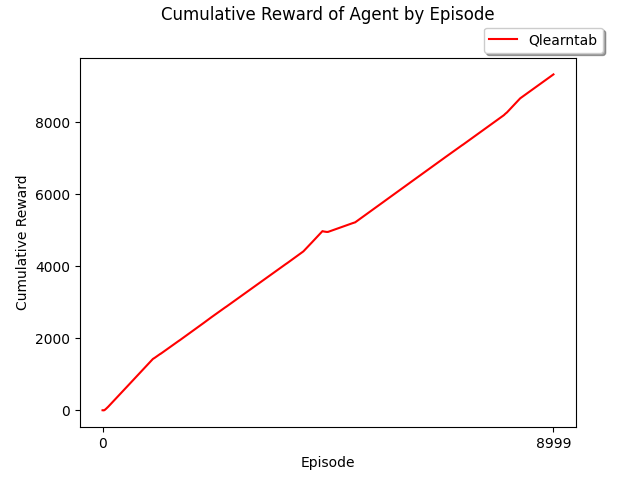 Cumulative Reward of Agent by Episode
Qlearntab
8000
6000
4000
2000
0
Cumulative Reward
0 8999
Episode